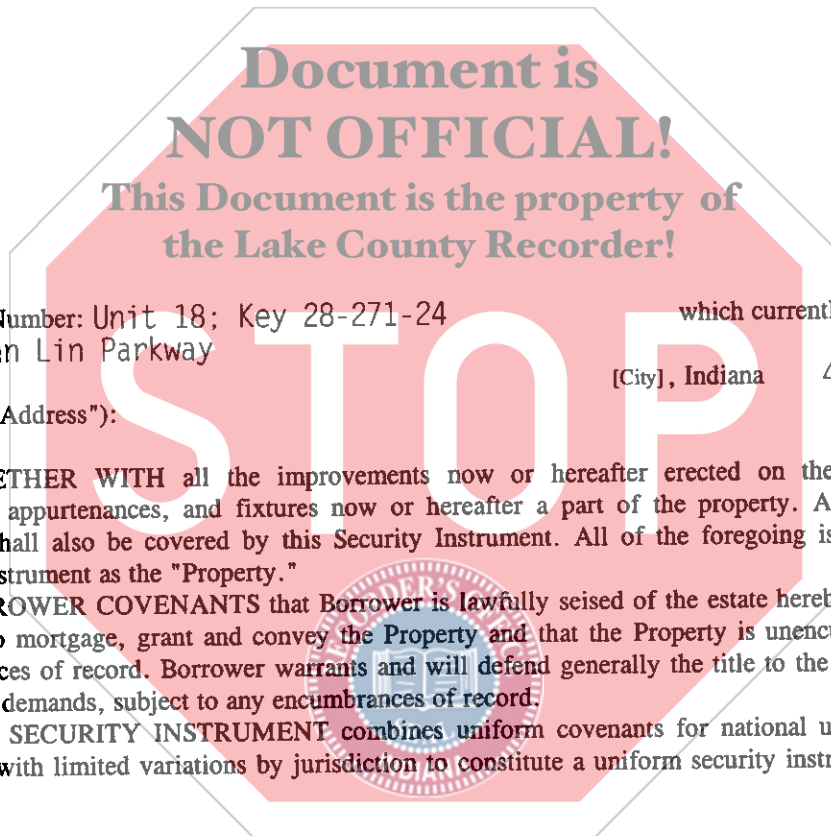 Document is
NOT OFFICIAL!
This Document is the property of
the Lake County Recorder!
Number: Unit 18; Key 28-271-24 which currentl
en Lin Parkway
[City], Indiana 4
Address"):
STOP
ETHER WITH all the improvements now or hereafter erected on the
appurtenances, and fixtures now or hereafter a part of the property. A
hall also be covered by this Security Instrument. All of the foregoing is
strument as the "Property."
ROWER COVENANTS that Borrower is lawfully seised of the estate hereb
o mortgage, grant and convey the Property and that the Property is unencu
ces of record. Borrower warrants and will defend generally the title to the
demands, subject to any encumbrances of record.
SECURITY INSTRUMENT combines uniform covenants for national u
with limited variations by jurisdiction to constitute a uniform security instr
RECORDER'S
INDIANA